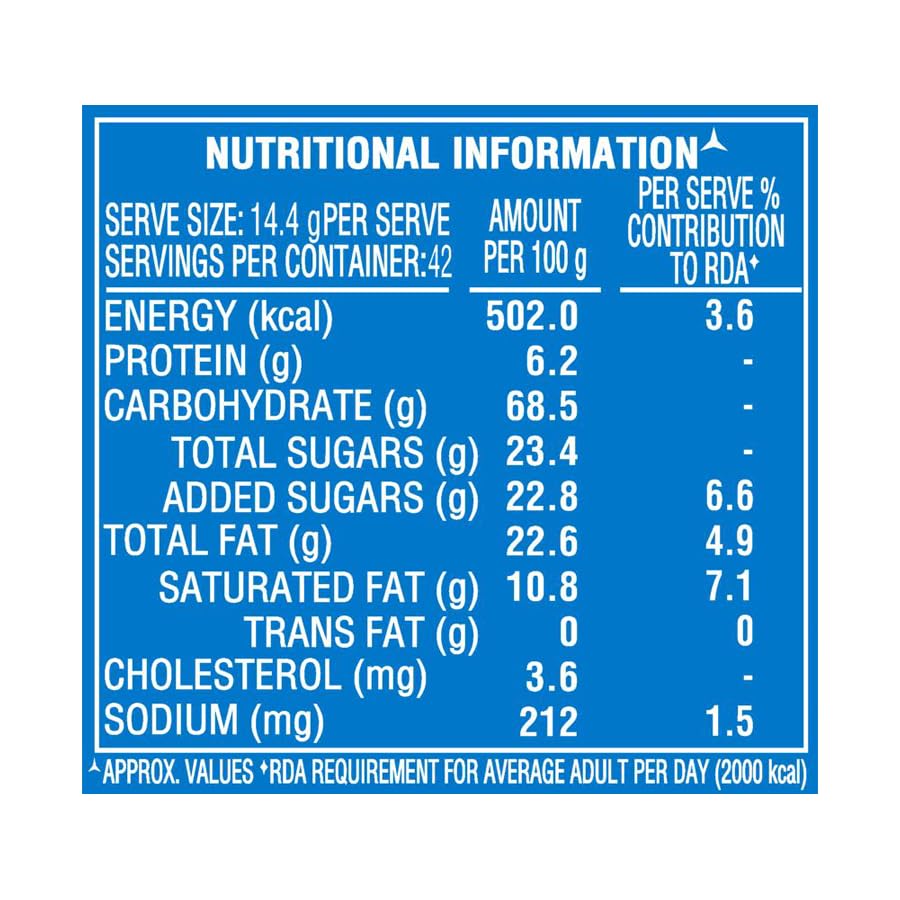 NUTRITIONAL INFORMATION
SERVE SIZE: 14.4 gPER SERVE
SERVINGS PER CONTAINER:42
AMOUNT
PER 100 g
PER SERVE %
CONTRIBUTION
TO RDA✦
ENERGY (kcal) 502.0 3.6
PROTEIN (g) 6.2 -
CARBOHYDRATE (g) 68.5 -
TOTAL SUGARS (g) 23.4 -
ADDED SUGARS (g) 22.8 6.6
TOTAL FAT (g) 22.6 4.9
SATURATED FAT (g) 10.8 7.1
TRANS FAT (g) 0 0
CHOLESTEROL (mg) 3.6 -
SODIUM (mg) 212 1.5
APPROX. VALUES ✦RDA REQUIREMENT FOR AVERAGE ADULT PER DAY (2000 kcal)